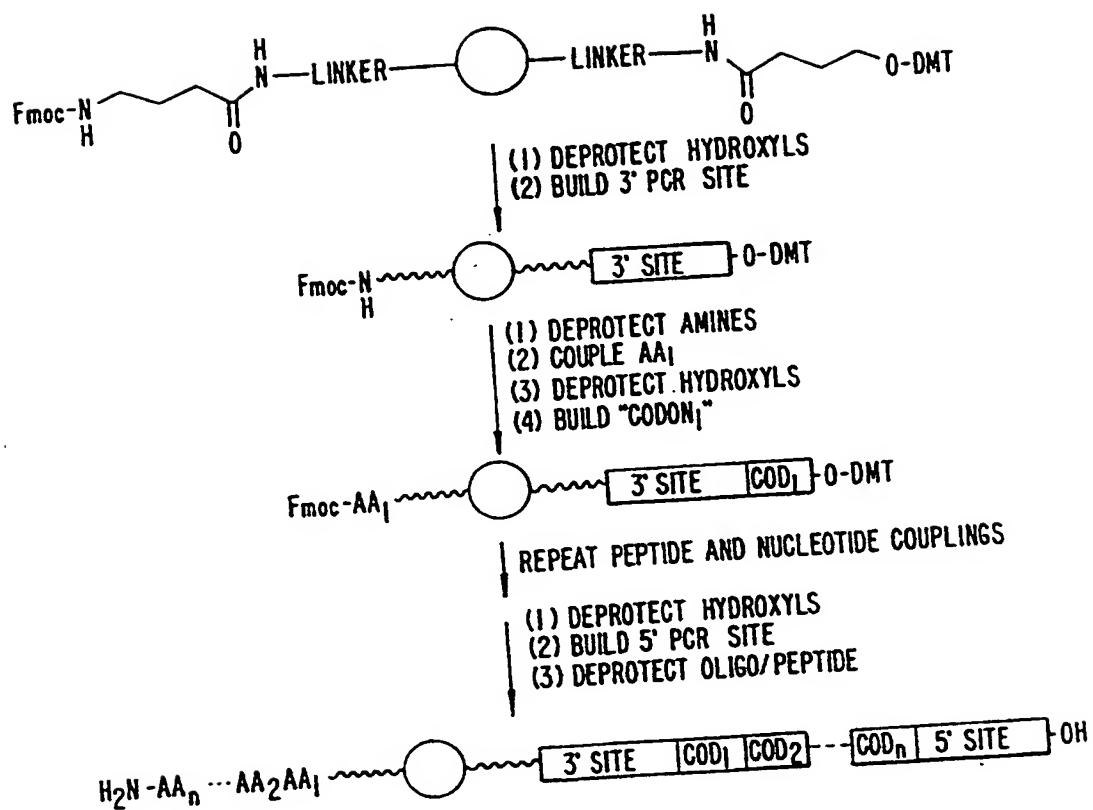 H H
Fmoc-N N—LINKER LINKER N O-DMT
H O O
(1) DEPROTECT HYDROXYLS
(2) BUILD 3' PCR SITE
Fmoc-N 3' SITE O-DMT
H
(1) DEPROTECT AMINES
(2) COUPLE AA1
(3) DEPROTECT HYDROXYLS
(4) BUILD "CODON1"
Fmoc-AA1 3' SITE COD1 O-DMT
REPEAT PEPTIDE AND NUCLEOTIDE COUPLINGS
(1) DEPROTECT HYDROXYLS
(2) BUILD 5' PCR SITE
(3) DEPROTECT OLIGO/PEPTIDE
H2N-AAn ··· AA2AA1 3' SITE COD1 COD2 --- CODn 5' SITE OH